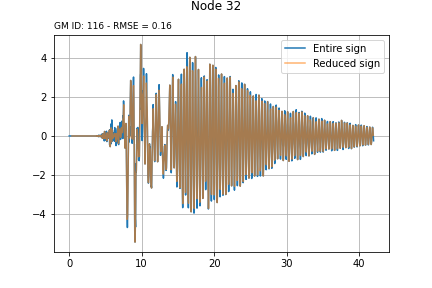 Node 32
GM ID: 116 - RMSE = 0.16
Entire sign
Reduced sign
4
2
0
−2
−4
0
10
20
30
40